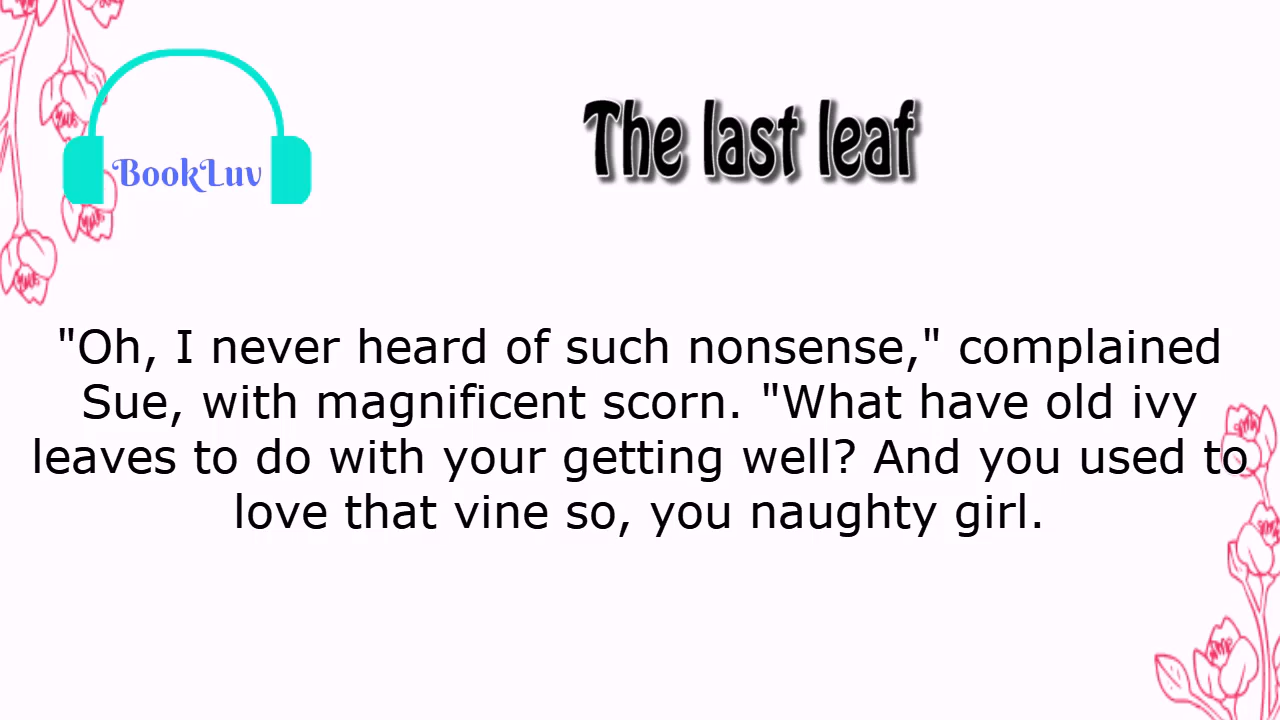 The last leaf
BookLuv
"Oh, I never heard of such nonsense," complained
Sue, with magnificent scorn. "What have old ivy
leaves to do with your getting well? And you used to
love that vine so, you naughty girl.